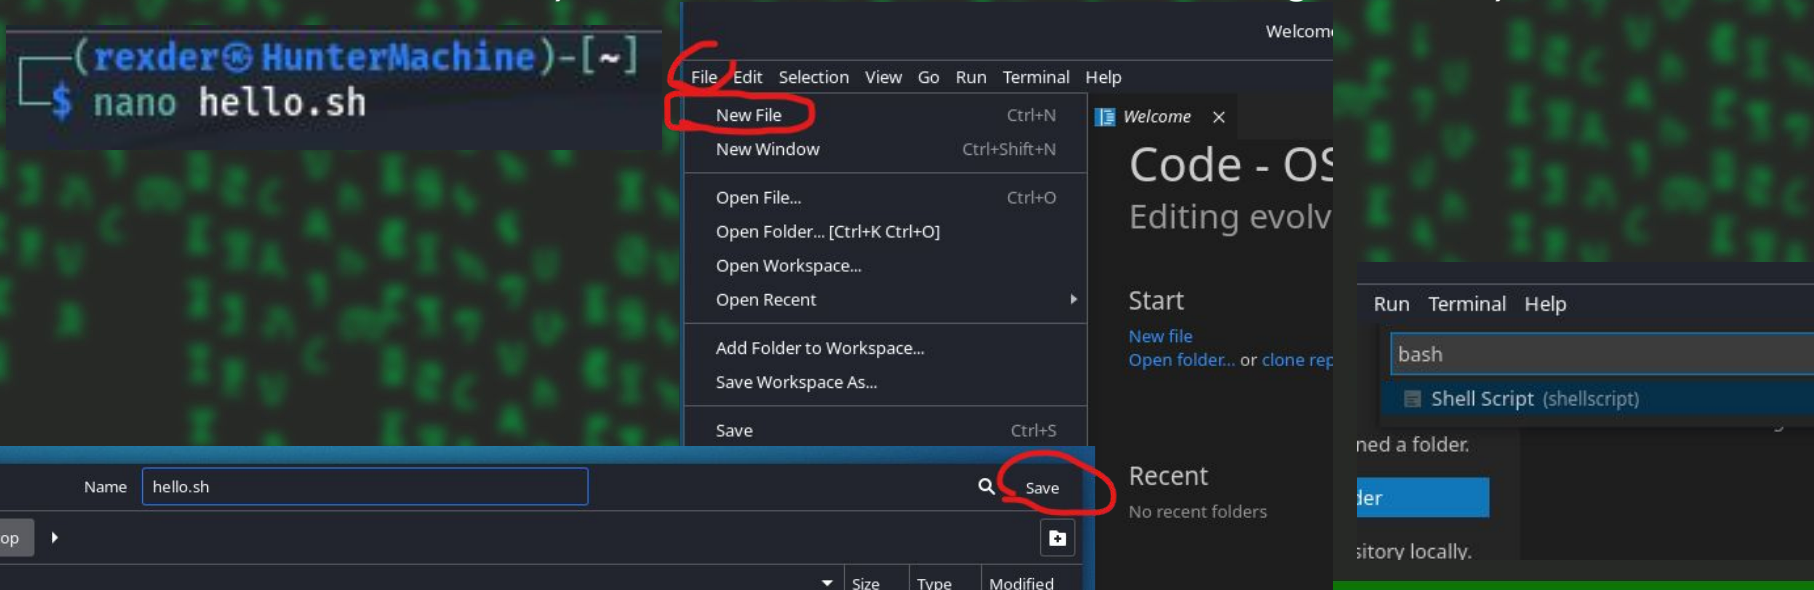 (rexder㉿HunterMachine)-[~]
$ nano hello.sh
Welcom
File Edit Selection View Go Run Terminal Help
New File Ctrl+N
New Window Ctrl+Shift+N
Open File... Ctrl+O
Open Folder... [Ctrl+K Ctrl+O]
Open Workspace...
Open Recent
Add Folder to Workspace...
Save Workspace As...
Save Ctrl+S
Welcome ×
Code - OS
Editing evolv
Start
New file
Open folder... or clone rep
Recent
No recent folders
Run Terminal Help
bash
Shell Script (shellscript)
ned a folder.
der
sitory locally.
Name hello.sh Save
op
Size Type Modified